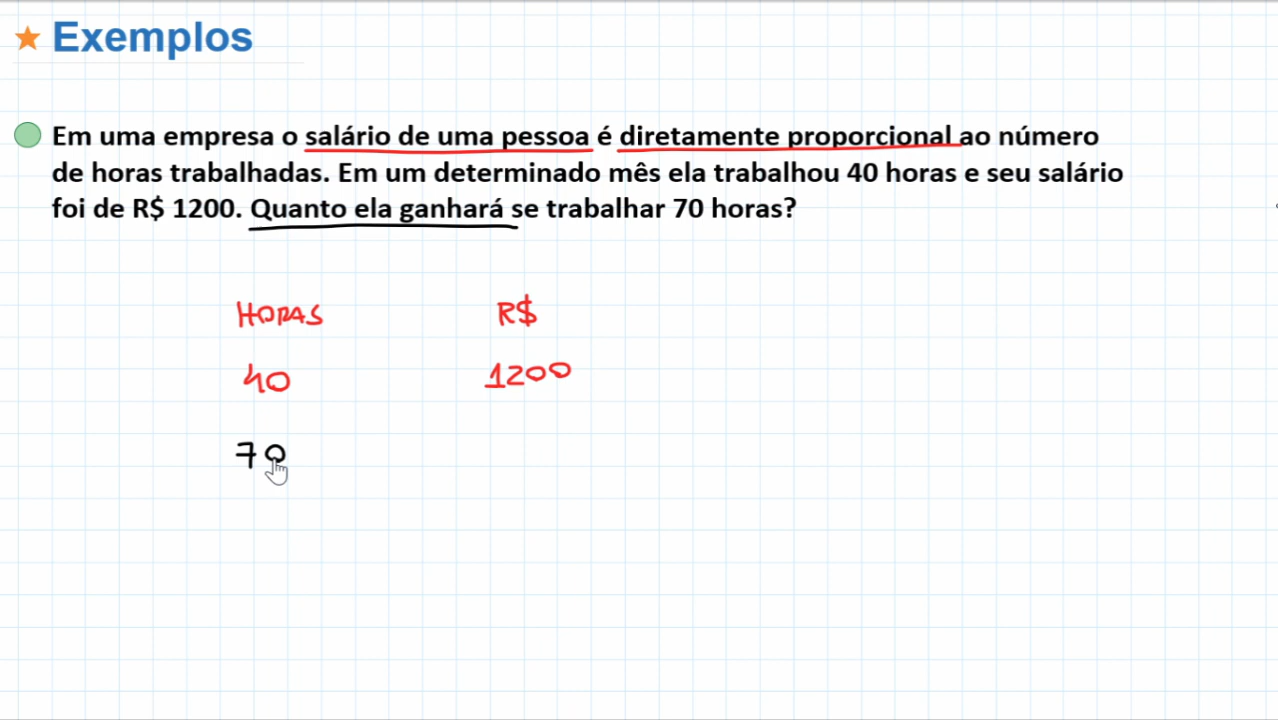 Exemplos
Em uma empresa o salário de uma pessoa é diretamente proporcional ao número
de horas trabalhadas. Em um determinado mês ela trabalhou 40 horas e seu salário
foi de R$ 1200. Quanto ela ganhará se trabalhar 70 horas?
HORAS R$
40 1200
70